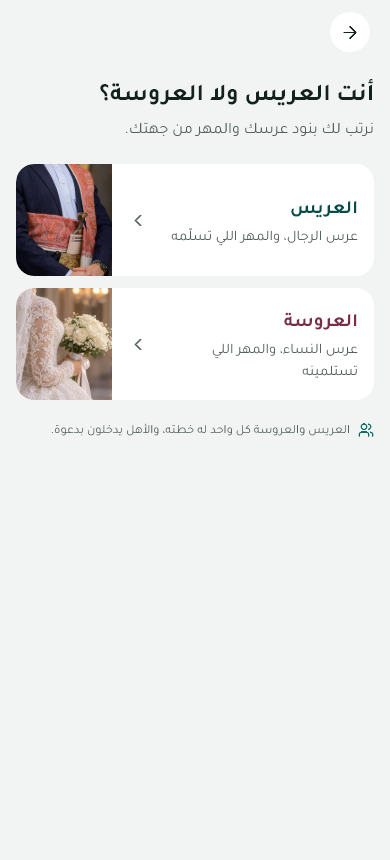 أنت العريس ولا العروسة؟
نرتب لك بنود عرسك والمهر من جهتك.
العريس
عرس الرجال، والمهر اللي تسلّمه
العروسة
عرس النساء، والمهر اللي
تستلمينه
العريس والعروسة كل واحد له خطته، والأهل يدخلون بدعوة.